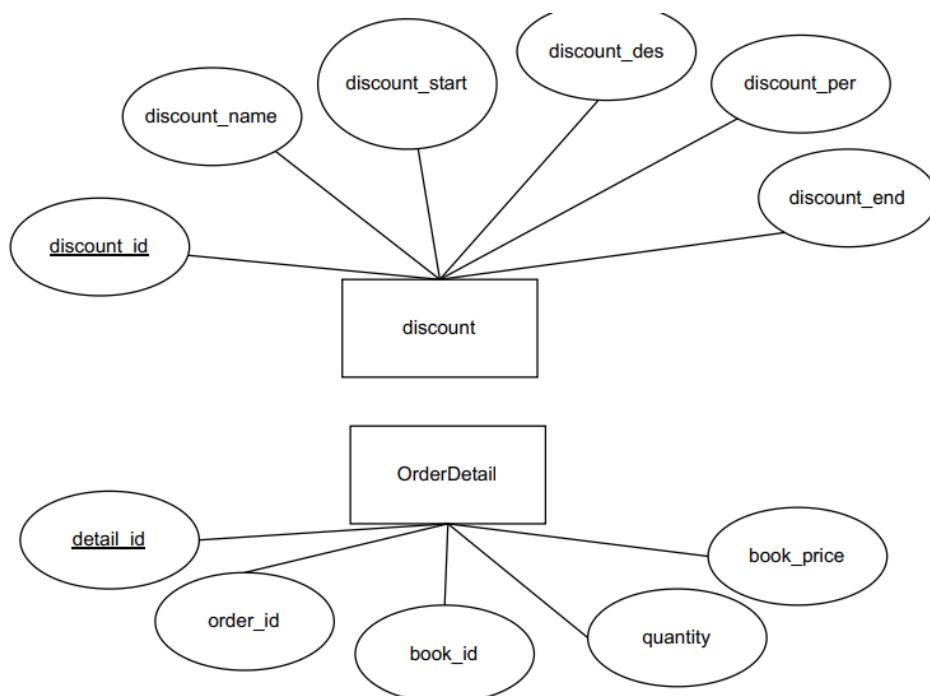 discount_des
discount_start
discount_per
discount_name
discount_end
discount_id
discount
OrderDetail
detail_id
book_price
order_id
quantity
book_id